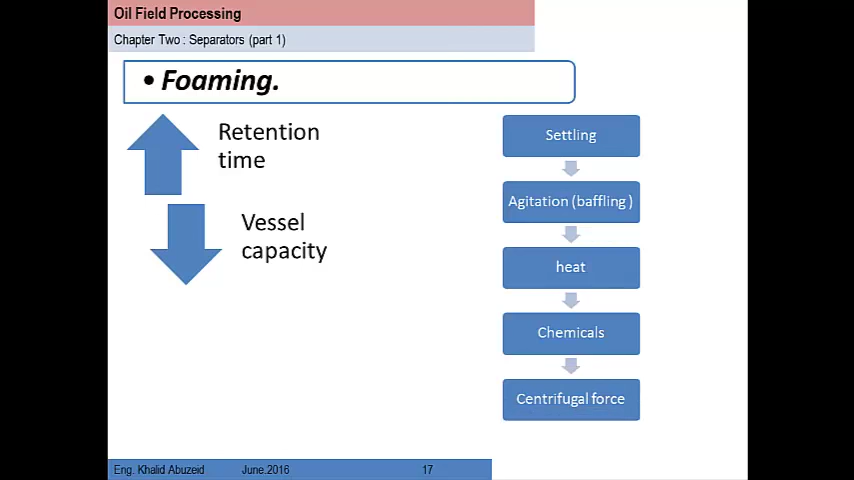 Oil Field Processing
Chapter Two : Separators (part 1)
• Foaming.
Retention
time
Vessel
capacity
Settling
Agitation (baffling )
heat
Chemicals
Centrifugal force
Eng. Khalid Abuzeid June.2016 17